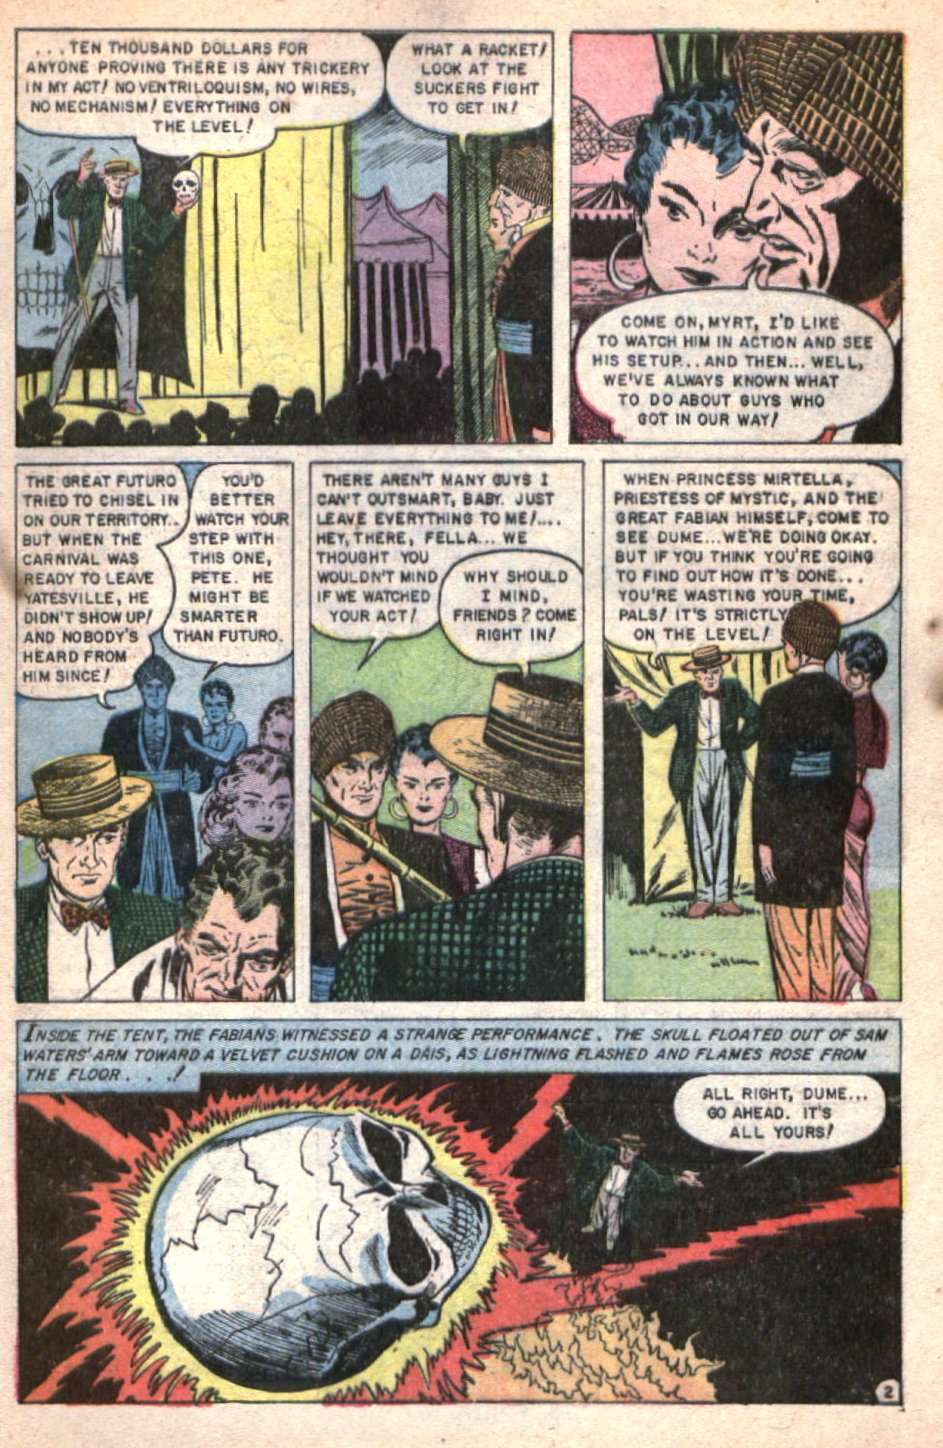 ...TEN THOUSAND DOLLARS FOR
ANYONE PROVING THERE IS ANY TRICKERY
IN MY ACT! NO VENTRILOQUISM, NO WIRES,
NO MECHANISM! EVERYTHING ON
THE LEVEL!
WHAT A RACKET!
LOOK AT THE
SUCKERS FIGHT
TO GET IN!
COME ON, MYRT, I'D LIKE
TO WATCH HIM IN ACTION AND SEE
HIS SETUP... AND THEN... WELL,
WE'VE ALWAYS KNOWN WHAT
TO DO ABOUT GUYS WHO
GOT IN OUR WAY!
THE GREAT FUTURO
TRIED TO CHISEL IN
ON OUR TERRITORY..
BUT WHEN THE
CARNIVAL WAS
READY TO LEAVE
YATESVILLE, HE
DIDN'T SHOW UP!
AND NOBODY'S
HEARD FROM
HIM SINCE!
YOU'D
BETTER
WATCH YOUR
STEP WITH
THIS ONE,
PETE. HE
MIGHT BE
SMARTER
THAN FUTURO.
THERE AREN'T MANY GUYS I
CAN'T OUTSMART, BABY. JUST
LEAVE EVERYTHING TO ME!....
HEY, THERE, FELLA... WE
THOUGHT YOU
WOULDN'T MIND
IF WE WATCHED
YOUR ACT!
WHY SHOULD
I MIND,
FRIENDS? COME
RIGHT IN!
WHEN PRINCESS MIRTELLA,
PRIESTESS OF MYSTIC, AND THE
GREAT FABIAN HIMSELF, COME TO
SEE DUME... WE'RE DOING OKAY.
BUT IF YOU THINK YOU'RE GOING
TO FIND OUT HOW IT'S DONE...
YOU'RE WASTING YOUR TIME,
PALS! IT'S STRICTLY
ON THE LEVEL!
INSIDE THE TENT, THE FABIANS WITNESSED A STRANGE PERFORMANCE. THE SKULL FLOATED OUT OF SAM
WATERS' ARM TOWARD A VELVET CUSHION ON A DAIS, AS LIGHTNING FLASHED AND FLAMES ROSE FROM
THE FLOOR...!
ALL RIGHT, DUME...
GO AHEAD. IT'S
ALL YOURS!
2